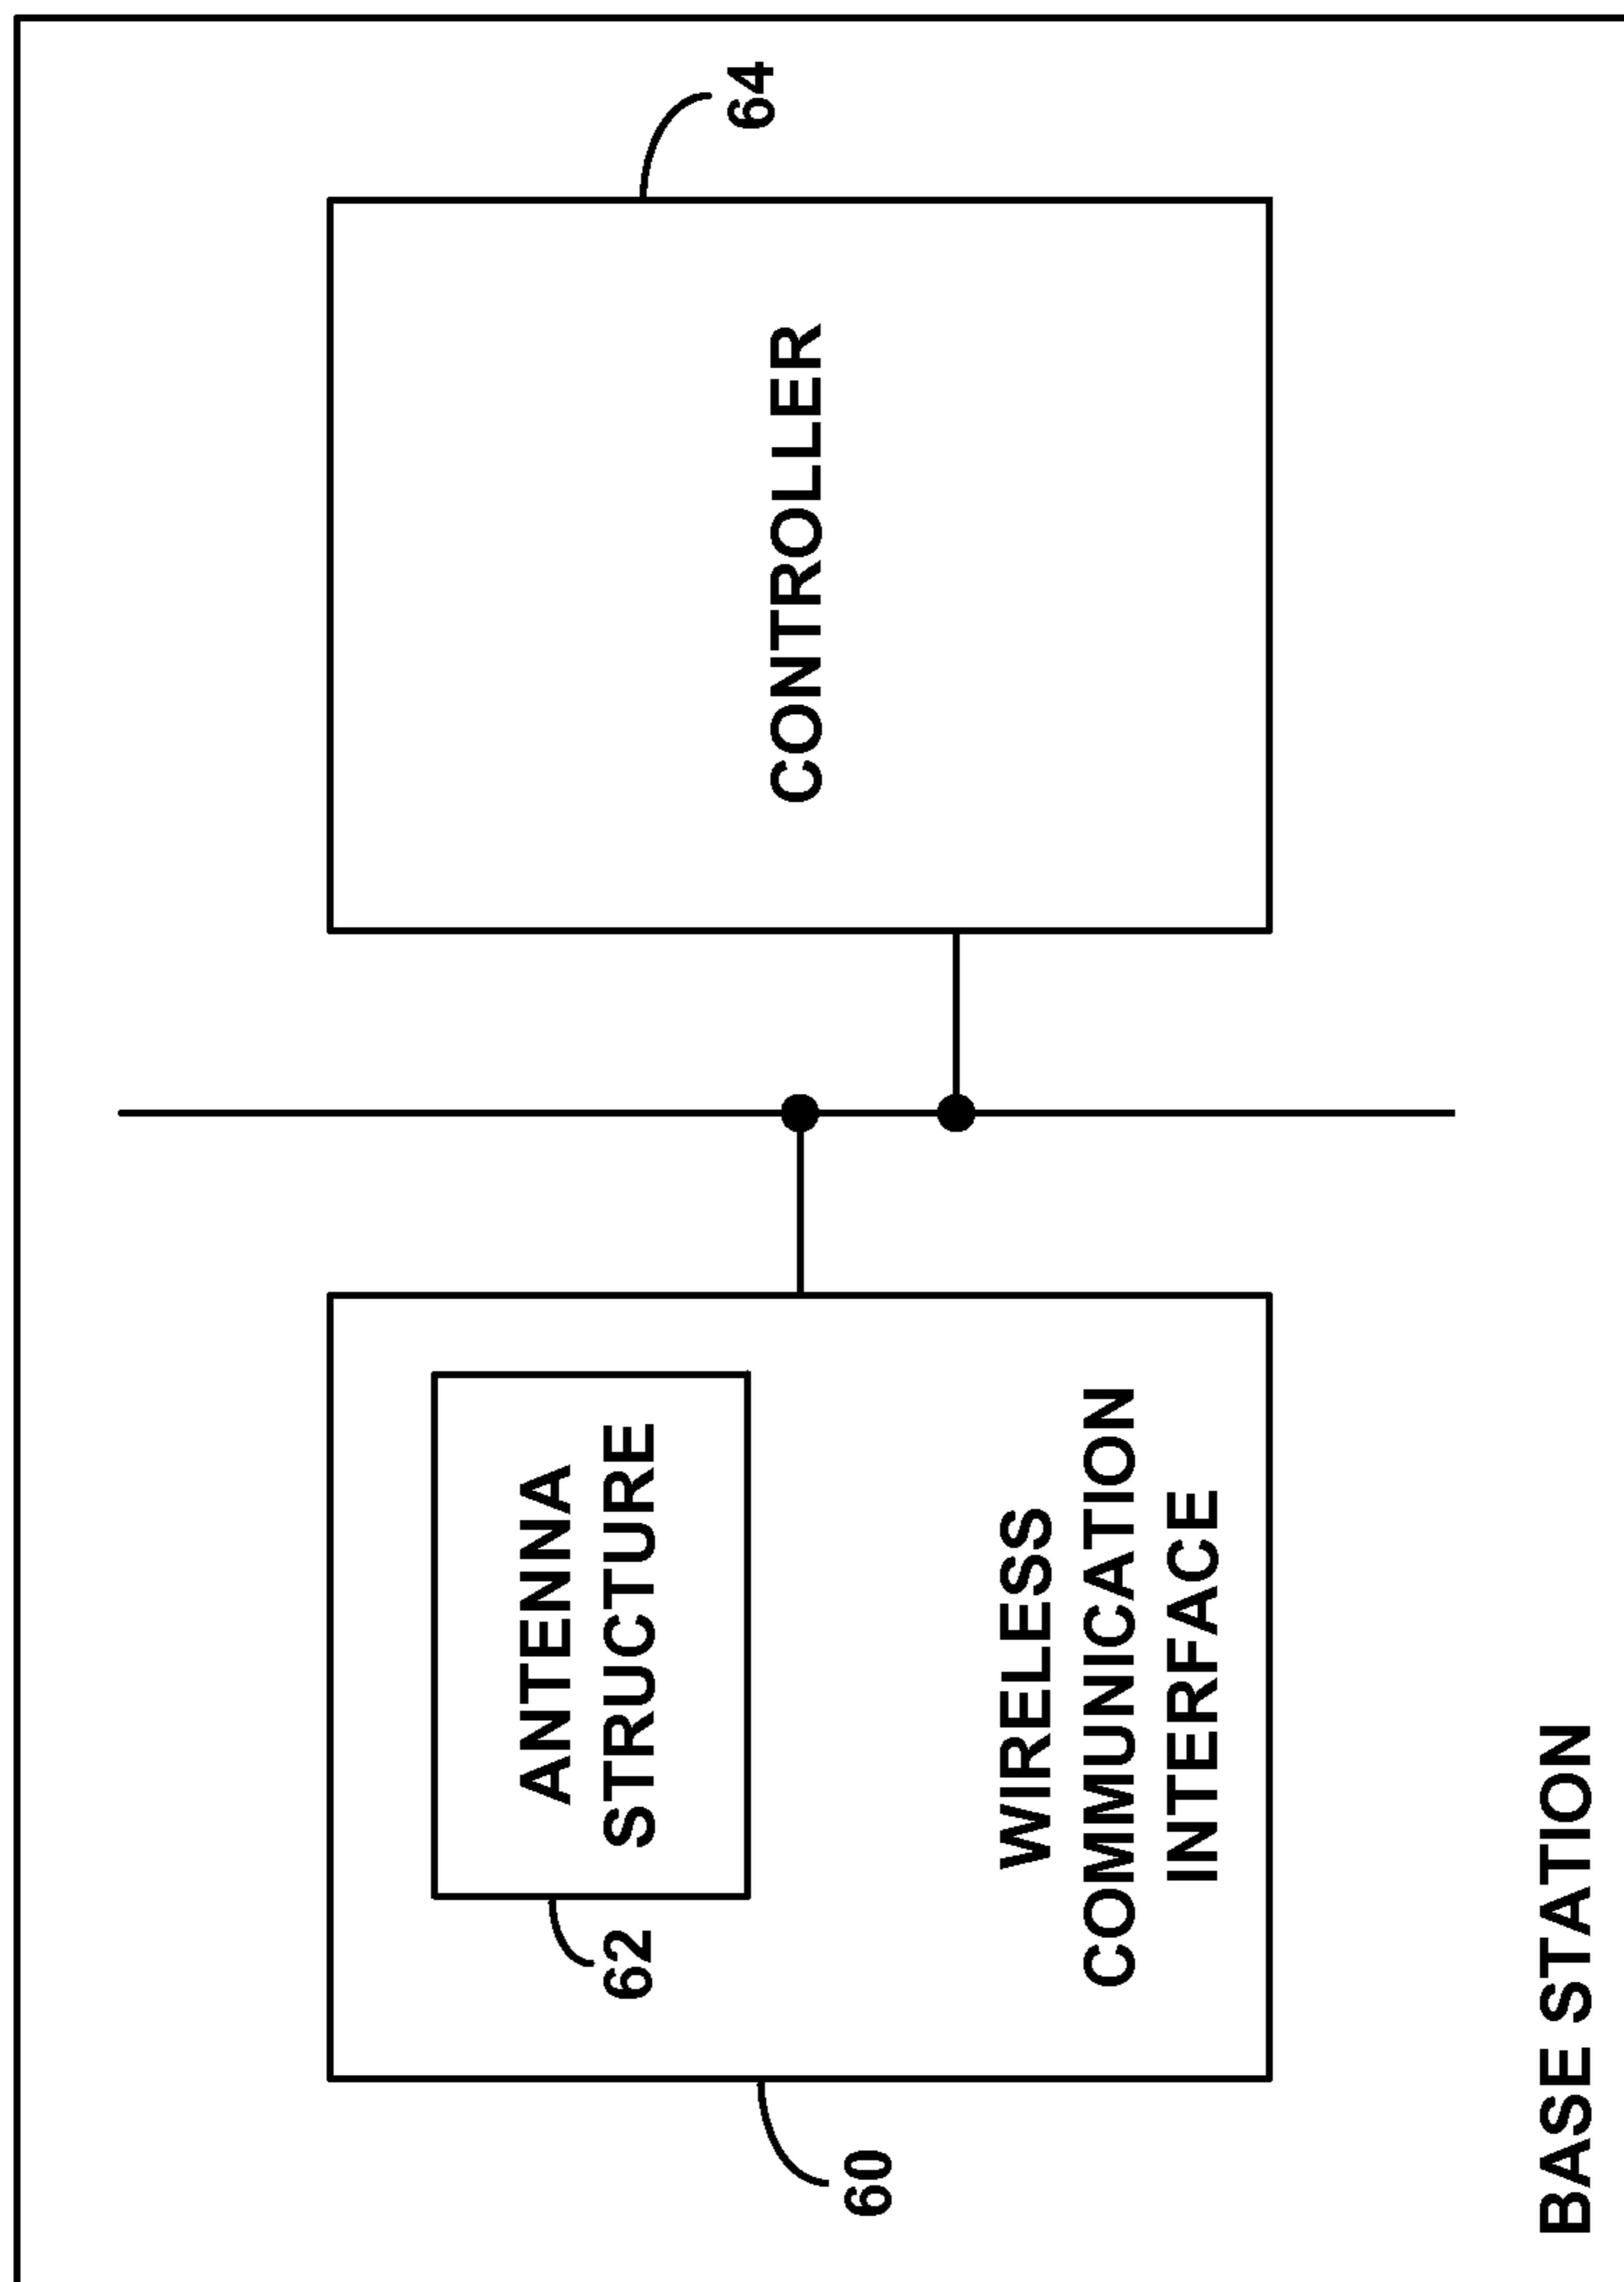 ANTENNA
STRUCTURE
62
WIRELESS
COMMUNICATION
INTERFACE
60
CONTROLLER
64
BASE STATION